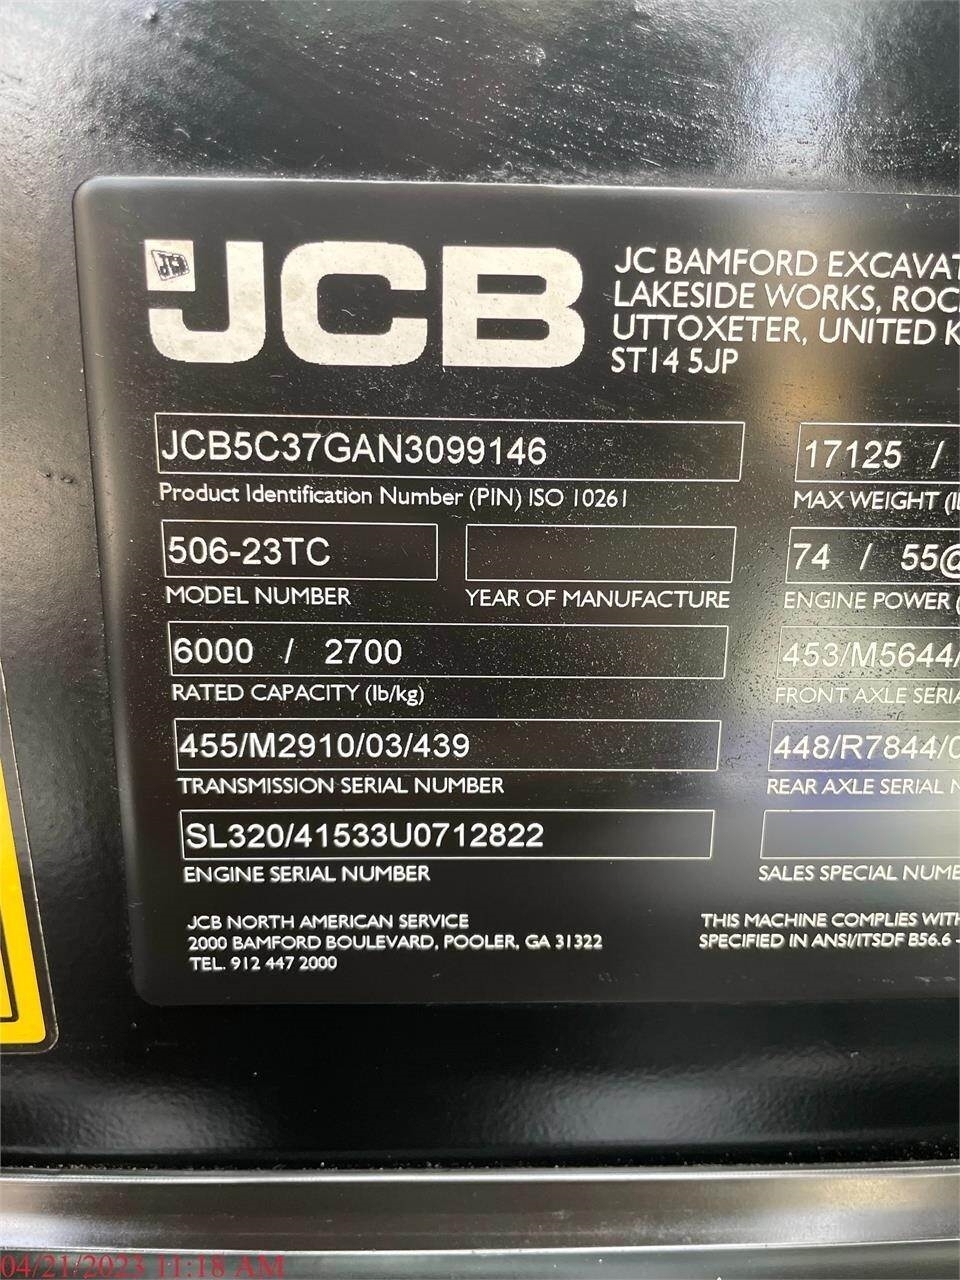 JCB
JCB
JC BAMFORD EXCAVAT
LAKESIDE WORKS, ROC
UTTOXETER, UNITED K
ST14 5JP
JCB5C37GAN3099146
Product Identification Number (PIN) ISO 10261
17125 /
MAX WEIGHT (l
506-23TC
MODEL NUMBER
YEAR OF MANUFACTURE
74 / 55@
ENGINE POWER (
6000 / 2700
RATED CAPACITY (lb/kg)
453/M5644/
FRONT AXLE SERIA
455/M2910/03/439
TRANSMISSION SERIAL NUMBER
448/R7844/0
REAR AXLE SERIAL N
SL320/41533U0712822
ENGINE SERIAL NUMBER
SALES SPECIAL NUMB
JCB NORTH AMERICAN SERVICE
2000 BAMFORD BOULEVARD, POOLER, GA 31322
TEL. 912 447 2000
THIS MACHINE COMPLIES WITH
SPECIFIED IN ANSI/ITSDF B56.6 -
04/21/2023 11:18 AM